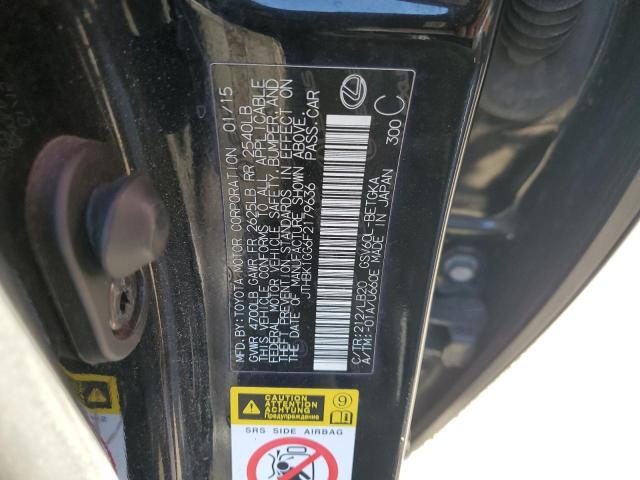 MFD.BY:TOYOTA MOTOR CORPORATION 01/15
GVWR 4700LB GAWR FR 2625LB RR 2540LB
THIS VEHICLE CONFORMS TO ALL APPLICABLE
FEDERAL MOTOR VEHICLE SAFETY,BUMPER, AND
THEFT PREVENTION STANDARDS IN EFFECT ON
THE DATE OF MANUFACTURE SHOWN ABOVE.
JTHBK1GG6F2179636 PASS.CAR
C/TR:212/LB20 GSV60L-BETGKA
A/TM:-01A/U660E MADE IN JAPAN 300 C
CAUTION
ATTENTION
ACHTUNG
Предупреждение
9
SRS SIDE AIRBAG